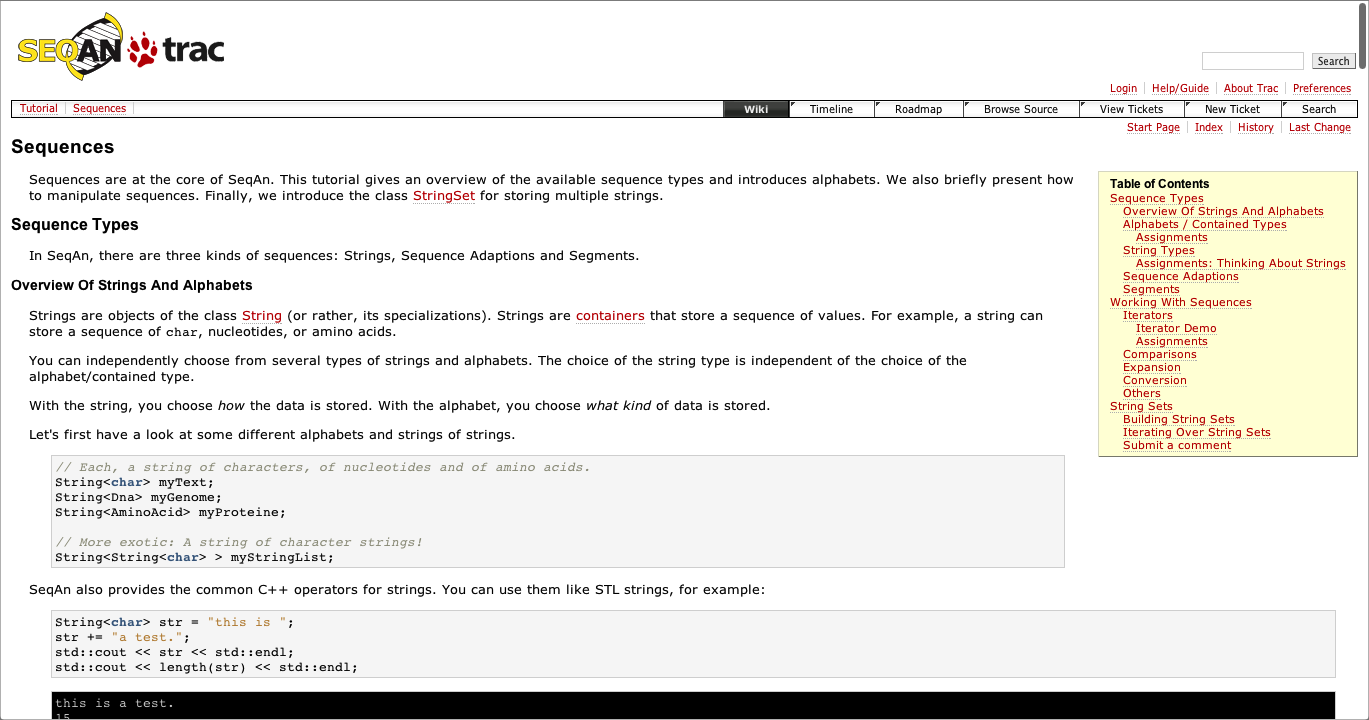 SEQAN trac
Search
Login Help/Guide About Trac Preferences
Tutorial Sequences Wiki Timeline Roadmap Browse Source View Tickets New Ticket Search
Start Page Index History Last Change
Sequences
Sequences are at the core of SeqAn. This tutorial gives an overview of the available sequence types and introduces alphabets. We also briefly present how
to manipulate sequences. Finally, we introduce the class StringSet for storing multiple strings.
Sequence Types
In SeqAn, there are three kinds of sequences: Strings, Sequence Adaptions and Segments.
Overview Of Strings And Alphabets
Strings are objects of the class String (or rather, its specializations). Strings are containers that store a sequence of values. For example, a string can
store a sequence of char, nucleotides, or amino acids.
You can independently choose from several types of strings and alphabets. The choice of the string type is independent of the choice of the
alphabet/contained type.
With the string, you choose how the data is stored. With the alphabet, you choose what kind of data is stored.
Let's first have a look at some different alphabets and strings of strings.
// Each, a string of characters, of nucleotides and of amino acids.
String<char> myText;
String<Dna> myGenome;
String<AminoAcid> myProteine;
// More exotic: A string of character strings!
String<String<char> > myStringList;
Table of Contents
Sequence Types
Overview Of Strings And Alphabets
Alphabets / Contained Types
Assignments
String Types
Assignments: Thinking About Strings
Sequence Adaptions
Segments
Working With Sequences
Iterators
Iterator Demo
Assignments
Comparisons
Expansion
Conversion
Others
String Sets
Building String Sets
Iterating Over String Sets
Submit a comment
SeqAn also provides the common C++ operators for strings. You can use them like STL strings, for example:
String<char> str = "this is ";
str += "a test.";
std::cout << str << std::endl;
std::cout << length(str) << std::endl;
this is a test.
15